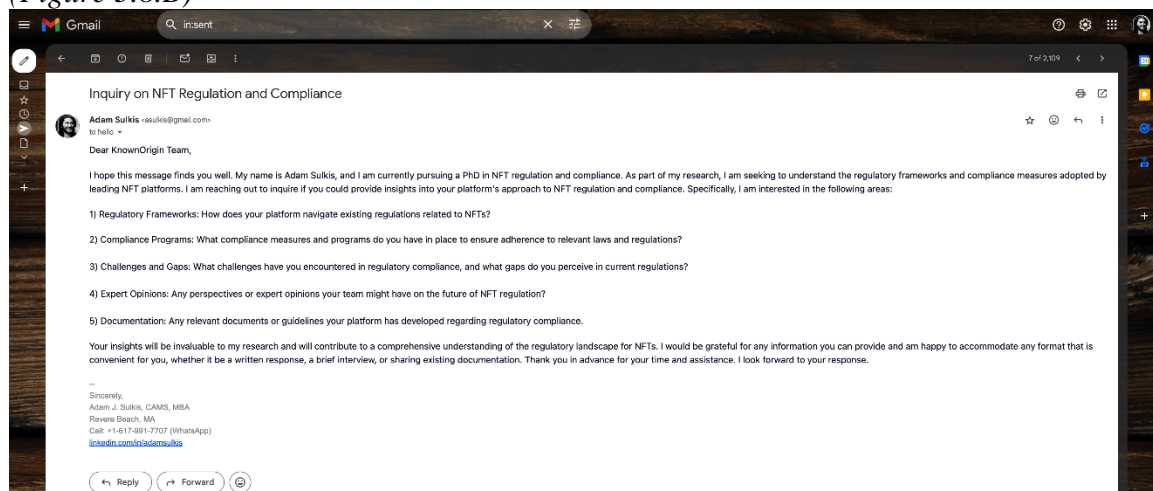 (Figure 3.8.B)
Gmail
in:sent
7 of 2,109
Inquiry on NFT Regulation and Compliance
Adam Sulkis <asulkis@gmail.com>
to hello
Dear KnownOrigin Team,
I hope this message finds you well. My name is Adam Sulkis, and I am currently pursuing a PhD in NFT regulation and compliance. As part of my research, I am seeking to understand the regulatory frameworks and compliance measures adopted by
leading NFT platforms. I am reaching out to inquire if you could provide insights into your platform's approach to NFT regulation and compliance. Specifically, I am interested in the following areas:
1) Regulatory Frameworks: How does your platform navigate existing regulations related to NFTs?
2) Compliance Programs: What compliance measures and programs do you have in place to ensure adherence to relevant laws and regulations?
3) Challenges and Gaps: What challenges have you encountered in regulatory compliance, and what gaps do you perceive in current regulations?
4) Expert Opinions: Any perspectives or expert opinions your team might have on the future of NFT regulation?
5) Documentation: Any relevant documents or guidelines your platform has developed regarding regulatory compliance.
Your insights will be invaluable to my research and will contribute to a comprehensive understanding of the regulatory landscape for NFTs. I would be grateful for any information you can provide and am happy to accommodate any format that is
convenient for you, whether it be a written response, a brief interview, or sharing existing documentation. Thank you in advance for your time and assistance. I look forward to your response.
--
Sincerely,
Adam J. Sulkis, CAMS, MBA
Revere Beach, MA
Cell: +1-617-991-7707 (WhatsApp)
linkedin.com/in/adamsulkis
Reply
Forward